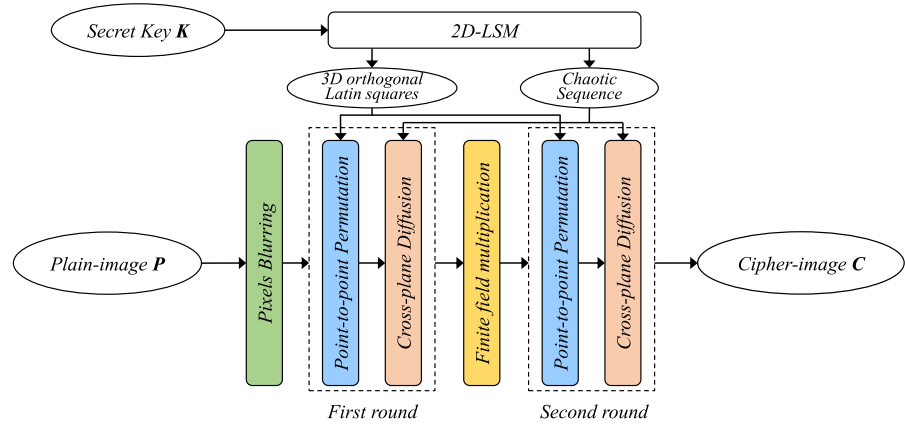 Secret Key K
2D-LSM
3D orthogonal
Latin squares
Chaotic
Sequence
Plain-image P
Pixels Blurring
Point-to-point Permutation
Cross-plane Diffusion
Finite field multiplication
Point-to-point Permutation
Cross-plane Diffusion
Cipher-image C
First round
Second round